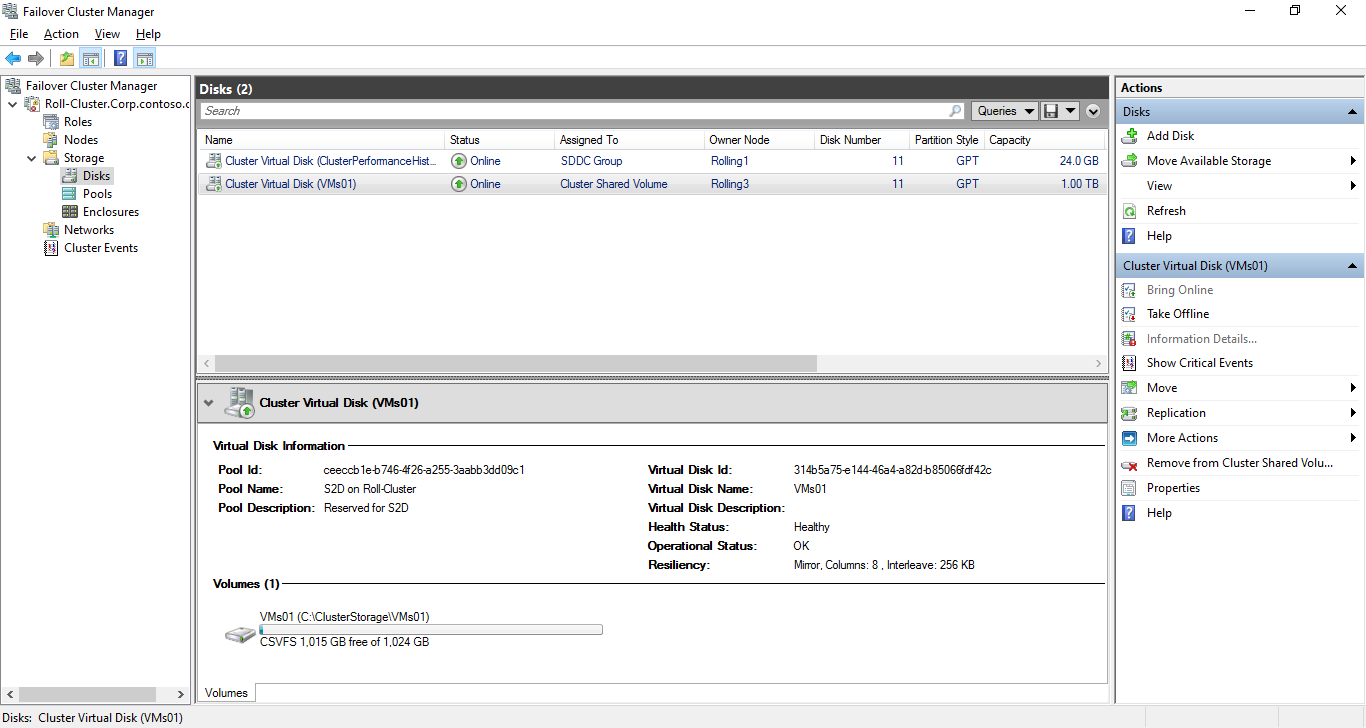 Failover Cluster Manager
File Action View Help
Failover Cluster Manager
Roll-Cluster.Corp.contoso.c
Roles
Nodes
Storage
Disks
Pools
Enclosures
Networks
Cluster Events
Disks (2)
Search
Queries
Name Status Assigned To Owner Node Disk Number Partition Style Capacity
Cluster Virtual Disk (ClusterPerformanceHist... Online SDDC Group Rolling1 11 GPT 24.0 GB
Cluster Virtual Disk (VMs01) Online Cluster Shared Volume Rolling3 11 GPT 1.00 TB
Cluster Virtual Disk (VMs01)
Virtual Disk Information
Pool Id: ceeccb1e-b746-4f26-a255-3aabb3dd09c1
Pool Name: S2D on Roll-Cluster
Pool Description: Reserved for S2D
Virtual Disk Id: 314b5a75-e144-46a4-a82d-b85066fdf42c
Virtual Disk Name: VMs01
Virtual Disk Description:
Health Status: Healthy
Operational Status: OK
Resiliency: Mirror, Columns: 8 , Interleave: 256 KB
Volumes (1)
VMs01 (C:\ClusterStorage\VMs01)
CSVFS 1,015 GB free of 1,024 GB
Volumes
Actions
Disks
Add Disk
Move Available Storage
View
Refresh
Help
Cluster Virtual Disk (VMs01)
Bring Online
Take Offline
Information Details...
Show Critical Events
Move
Replication
More Actions
Remove from Cluster Shared Volu...
Properties
Help
Disks: Cluster Virtual Disk (VMs01)